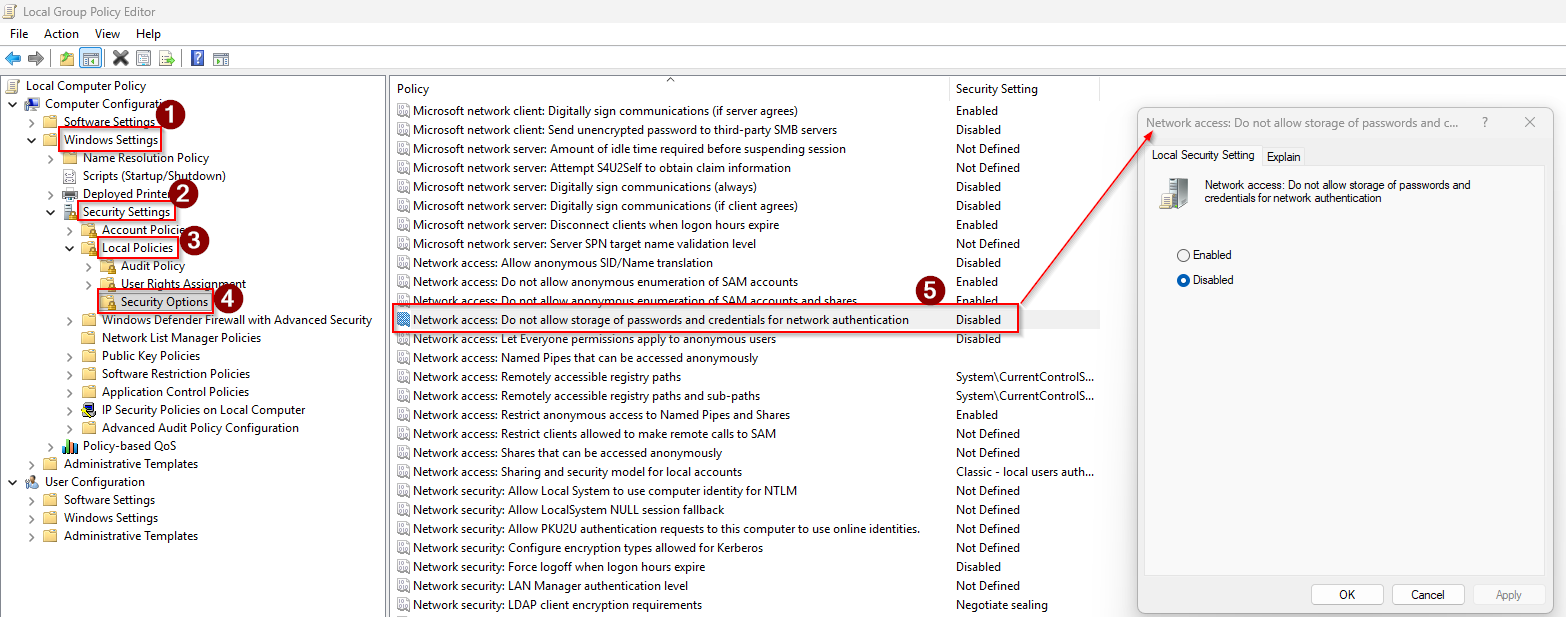 Local Group Policy Editor
File Action View Help
Local Computer Policy
Computer Configurati
Software Settings
1
Windows Settings
Name Resolution Policy
Scripts (Startup/Shutdown)
Deployed Printe
2
Security Settings
Account Policie
3
Local Policies
Audit Policy
User Rights Assignment
Security Options
4
Windows Defender Firewall with Advanced Security
Network List Manager Policies
Public Key Policies
Software Restriction Policies
Application Control Policies
IP Security Policies on Local Computer
Advanced Audit Policy Configuration
Policy-based QoS
Administrative Templates
User Configuration
Software Settings
Windows Settings
Administrative Templates
Policy Security Setting
Microsoft network client: Digitally sign communications (if server agrees) Enabled
Microsoft network client: Send unencrypted password to third-party SMB servers Disabled
Microsoft network server: Amount of idle time required before suspending session Not Defined
Microsoft network server: Attempt S4U2Self to obtain claim information Not Defined
Microsoft network server: Digitally sign communications (always) Disabled
Microsoft network server: Digitally sign communications (if client agrees) Disabled
Microsoft network server: Disconnect clients when logon hours expire Enabled
Microsoft network server: Server SPN target name validation level Not Defined
Network access: Allow anonymous SID/Name translation Disabled
Network access: Do not allow anonymous enumeration of SAM accounts Enabled
Network access: Do not allow anonymous enumeration of SAM accounts and shares Enabled
5
Network access: Do not allow storage of passwords and credentials for network authentication Disabled
Network access: Let Everyone permissions apply to anonymous users Disabled
Network access: Named Pipes that can be accessed anonymously
Network access: Remotely accessible registry paths System\CurrentControlS...
Network access: Remotely accessible registry paths and sub-paths System\CurrentControlS...
Network access: Restrict anonymous access to Named Pipes and Shares Enabled
Network access: Restrict clients allowed to make remote calls to SAM Not Defined
Network access: Shares that can be accessed anonymously Not Defined
Network access: Sharing and security model for local accounts Classic - local users auth...
Network security: Allow Local System to use computer identity for NTLM Not Defined
Network security: Allow LocalSystem NULL session fallback Not Defined
Network security: Allow PKU2U authentication requests to this computer to use online identities. Not Defined
Network security: Configure encryption types allowed for Kerberos Not Defined
Network security: Force logoff when logon hours expire Disabled
Network security: LAN Manager authentication level Not Defined
Network security: LDAP client encryption requirements Negotiate sealing
Network access: Do not allow storage of passwords and c... ?
Local Security Setting Explain
Network access: Do not allow storage of passwords and
credentials for network authentication
Enabled
Disabled
OK Cancel Apply